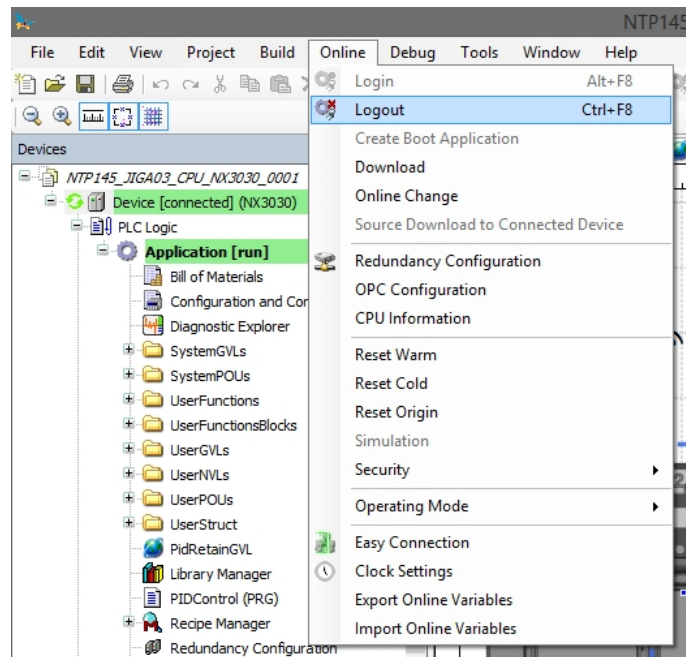 NTP145
File Edit View Project Build Online Debug Tools Window Help
Devices
NTP145_JIGA03_CPU_NX3030_0001
Device [connected] (NX3030)
PLC Logic
Application [run]
Bill of Materials
Configuration and Con
Diagnostic Explorer
SystemGVLs
SystemPOUs
UserFunctions
UserFunctionsBlocks
UserGVLs
UserNVLs
UserPOUs
UserStruct
PidRetainGVL
Library Manager
PIDControl (PRG)
Recipe Manager
Redundancy Configuration
Login Alt+F8
Logout Ctrl+F8
Create Boot Application
Download
Online Change
Source Download to Connected Device
Redundancy Configuration
OPC Configuration
CPU Information
Reset Warm
Reset Cold
Reset Origin
Simulation
Security
Operating Mode
Easy Connection
Clock Settings
Export Online Variables
Import Online Variables